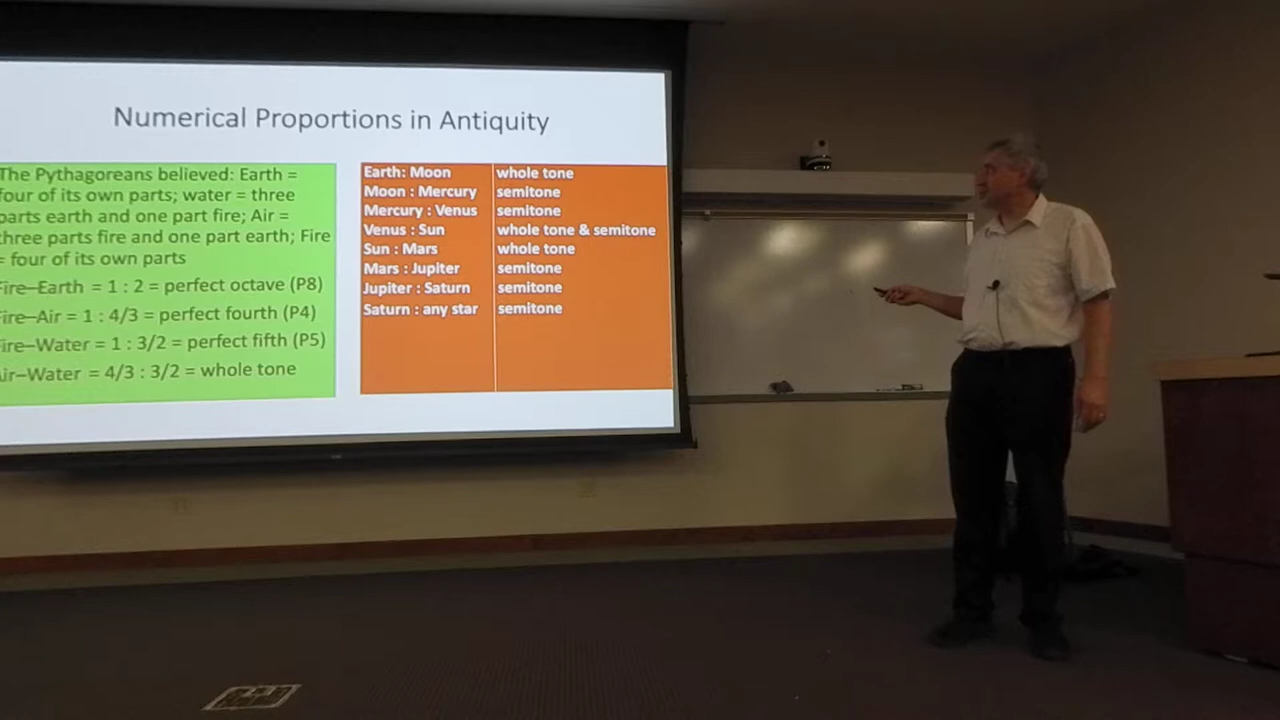 Numerical Proportions in Antiquity
The Pythagoreans believed: Earth =
four of its own parts; water = three
parts earth and one part fire; Air =
three parts fire and one part earth; Fire
= four of its own parts
Fire–Earth = 1 : 2 = perfect octave (P8)
Fire–Air = 1 : 4/3 = perfect fourth (P4)
Fire–Water = 1 : 3/2 = perfect fifth (P5)
Air–Water = 4/3 : 3/2 = whole tone
Earth: Moon whole tone
Moon : Mercury semitone
Mercury : Venus semitone
Venus : Sun whole tone & semitone
Sun : Mars whole tone
Mars : Jupiter semitone
Jupiter : Saturn semitone
Saturn : any star semitone